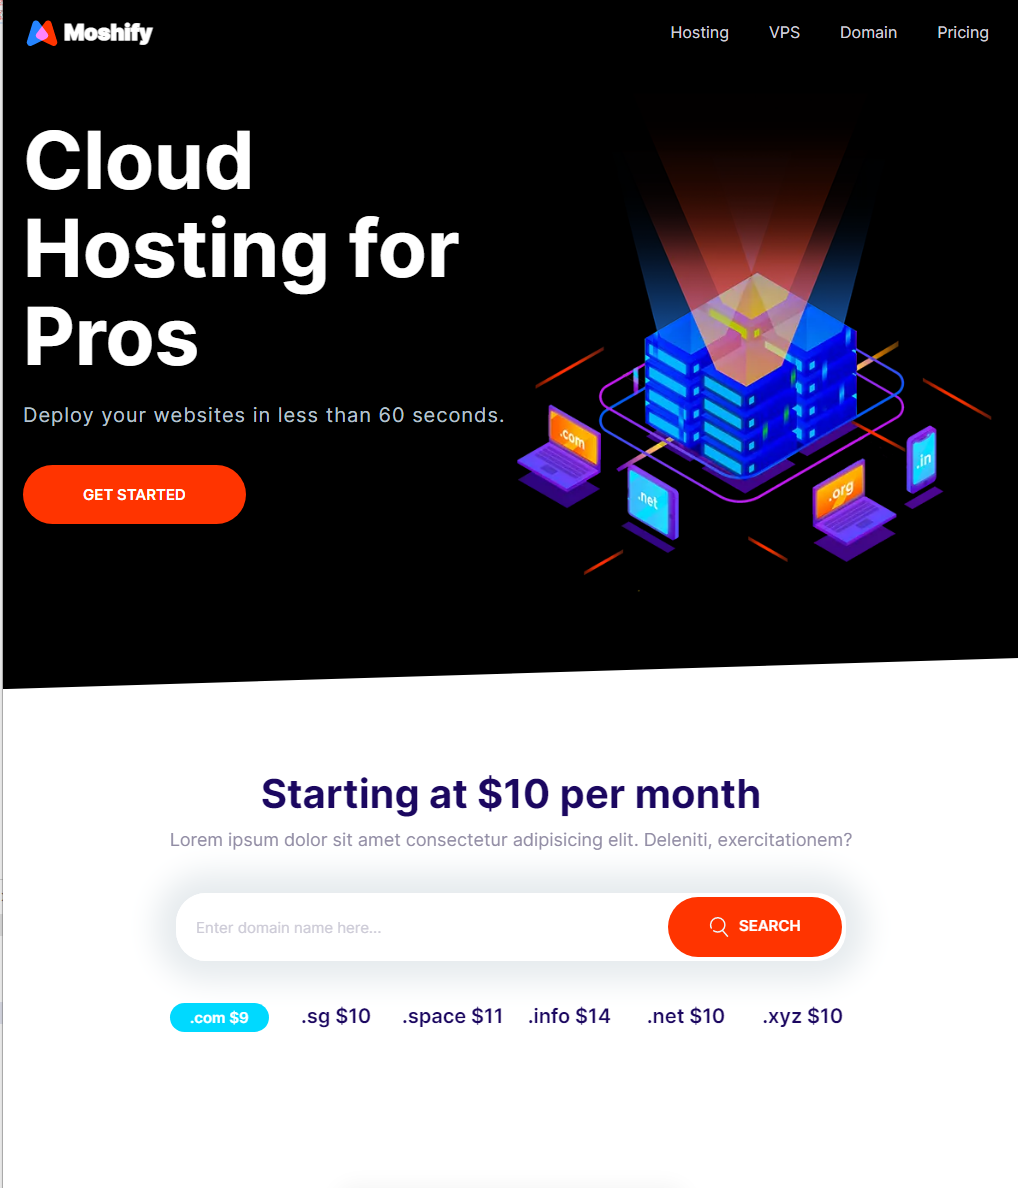 Moshify
Hosting VPS Domain Pricing
Cloud
Hosting for
Pros
Deploy your websites in less than 60 seconds.
GET STARTED
.com
.net
.org
.in
Starting at $10 per month
Lorem ipsum dolor sit amet consectetur adipisicing elit. Deleniti, exercitationem?
Enter domain name here...
SEARCH
.com $9 .sg $10 .space $11 .info $14 .net $10 .xyz $10